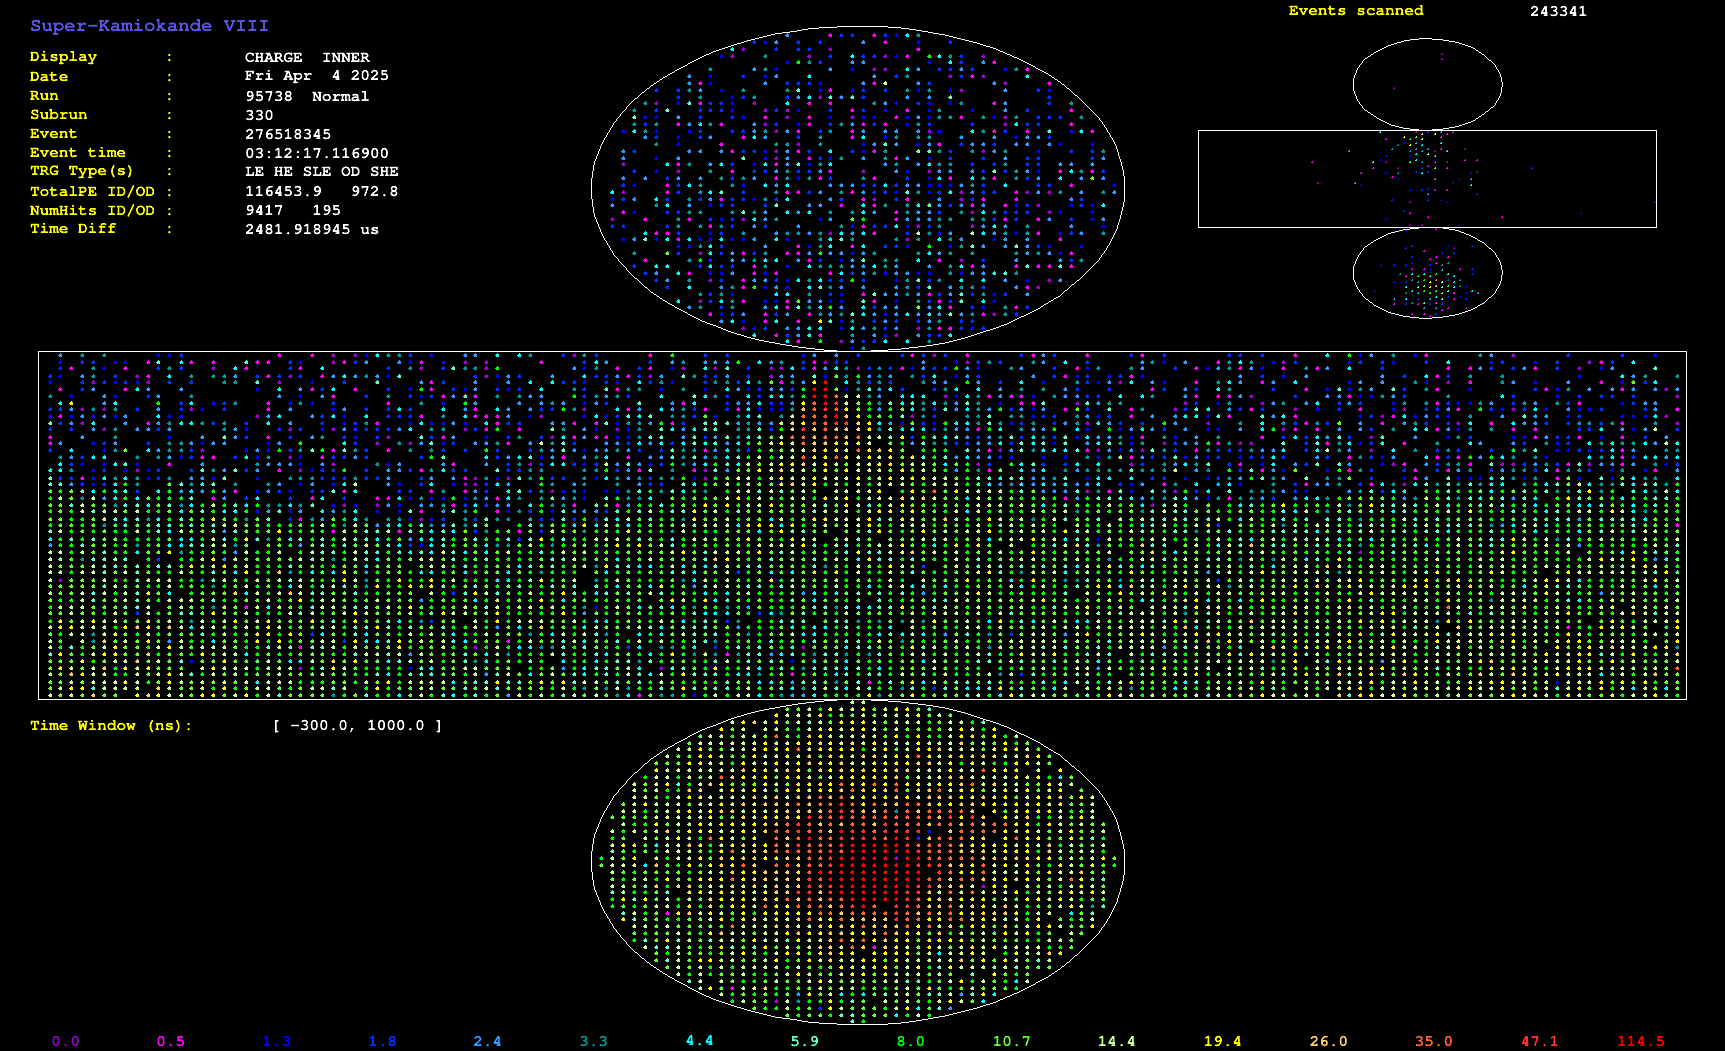 Super-Kamiokande VIII
Events scanned 243341
Display : CHARGE INNER
Date : Fri Apr 4 2025
Run : 95738 Normal
Subrun : 330
Event : 276518345
Event time : 03:12:17.116900
TRG Type(s) : LE HE SLE OD SHE
TotalPE ID/OD : 116453.9 972.8
NumHits ID/OD : 9417 195
Time Diff : 2481.918945 us
Time Window (ns): [ -300.0, 1000.0 ]
0.0 0.5 1.3 1.8 2.4 3.3 4.4 5.9 8.0 10.7 14.4 19.4 26.0 35.0 47.1 114.5